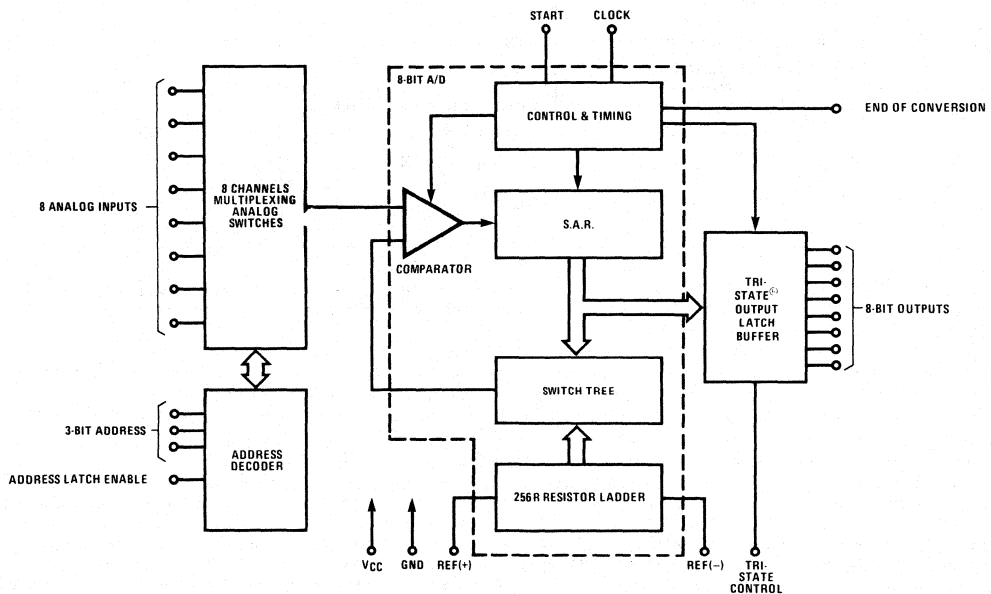 START
CLOCK
8-BIT A/D
CONTROL & TIMING
END OF CONVERSION
8 ANALOG INPUTS
8 CHANNELS
MULTIPLEXING
ANALOG
SWITCHES
S.A.R.
COMPARATOR
TRI-
STATE®
OUTPUT
LATCH
BUFFER
8-BIT OUTPUTS
SWITCH TREE
3-BIT ADDRESS
ADDRESS
DECODER
ADDRESS LATCH ENABLE
256R RESISTOR LADDER
VCC
GND
REF(+)
REF(−)
TRI-
STATE
CONTROL